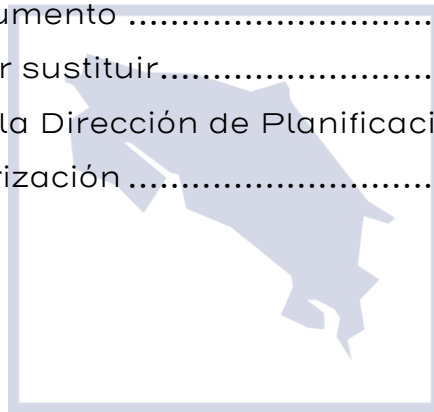 umento ..............................
r sustituir...........................
la Dirección de Planificaci
rización ..............................